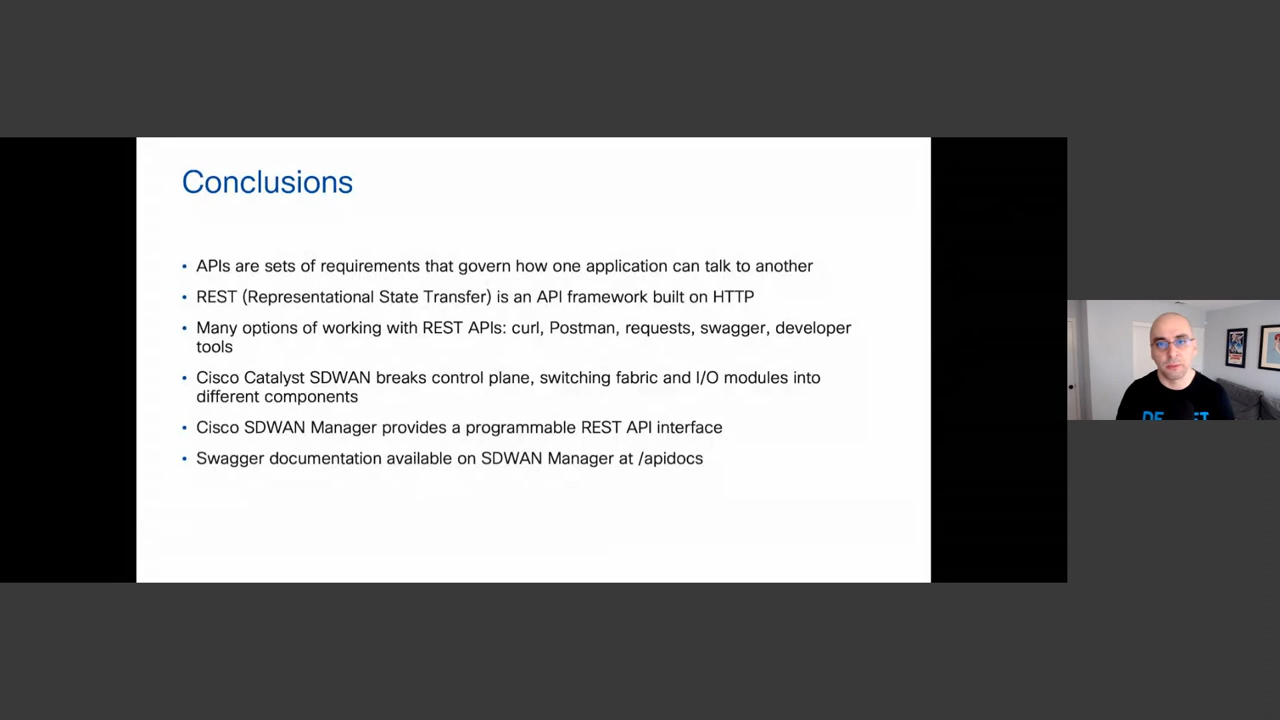 Conclusions
• APIs are sets of requirements that govern how one application can talk to another
• REST (Representational State Transfer) is an API framework built on HTTP
• Many options of working with REST APIs: curl, Postman, requests, swagger, developer
tools
• Cisco Catalyst SDWAN breaks control plane, switching fabric and I/O modules into
different components
• Cisco SDWAN Manager provides a programmable REST API interface
• Swagger documentation available on SDWAN Manager at /apidocs